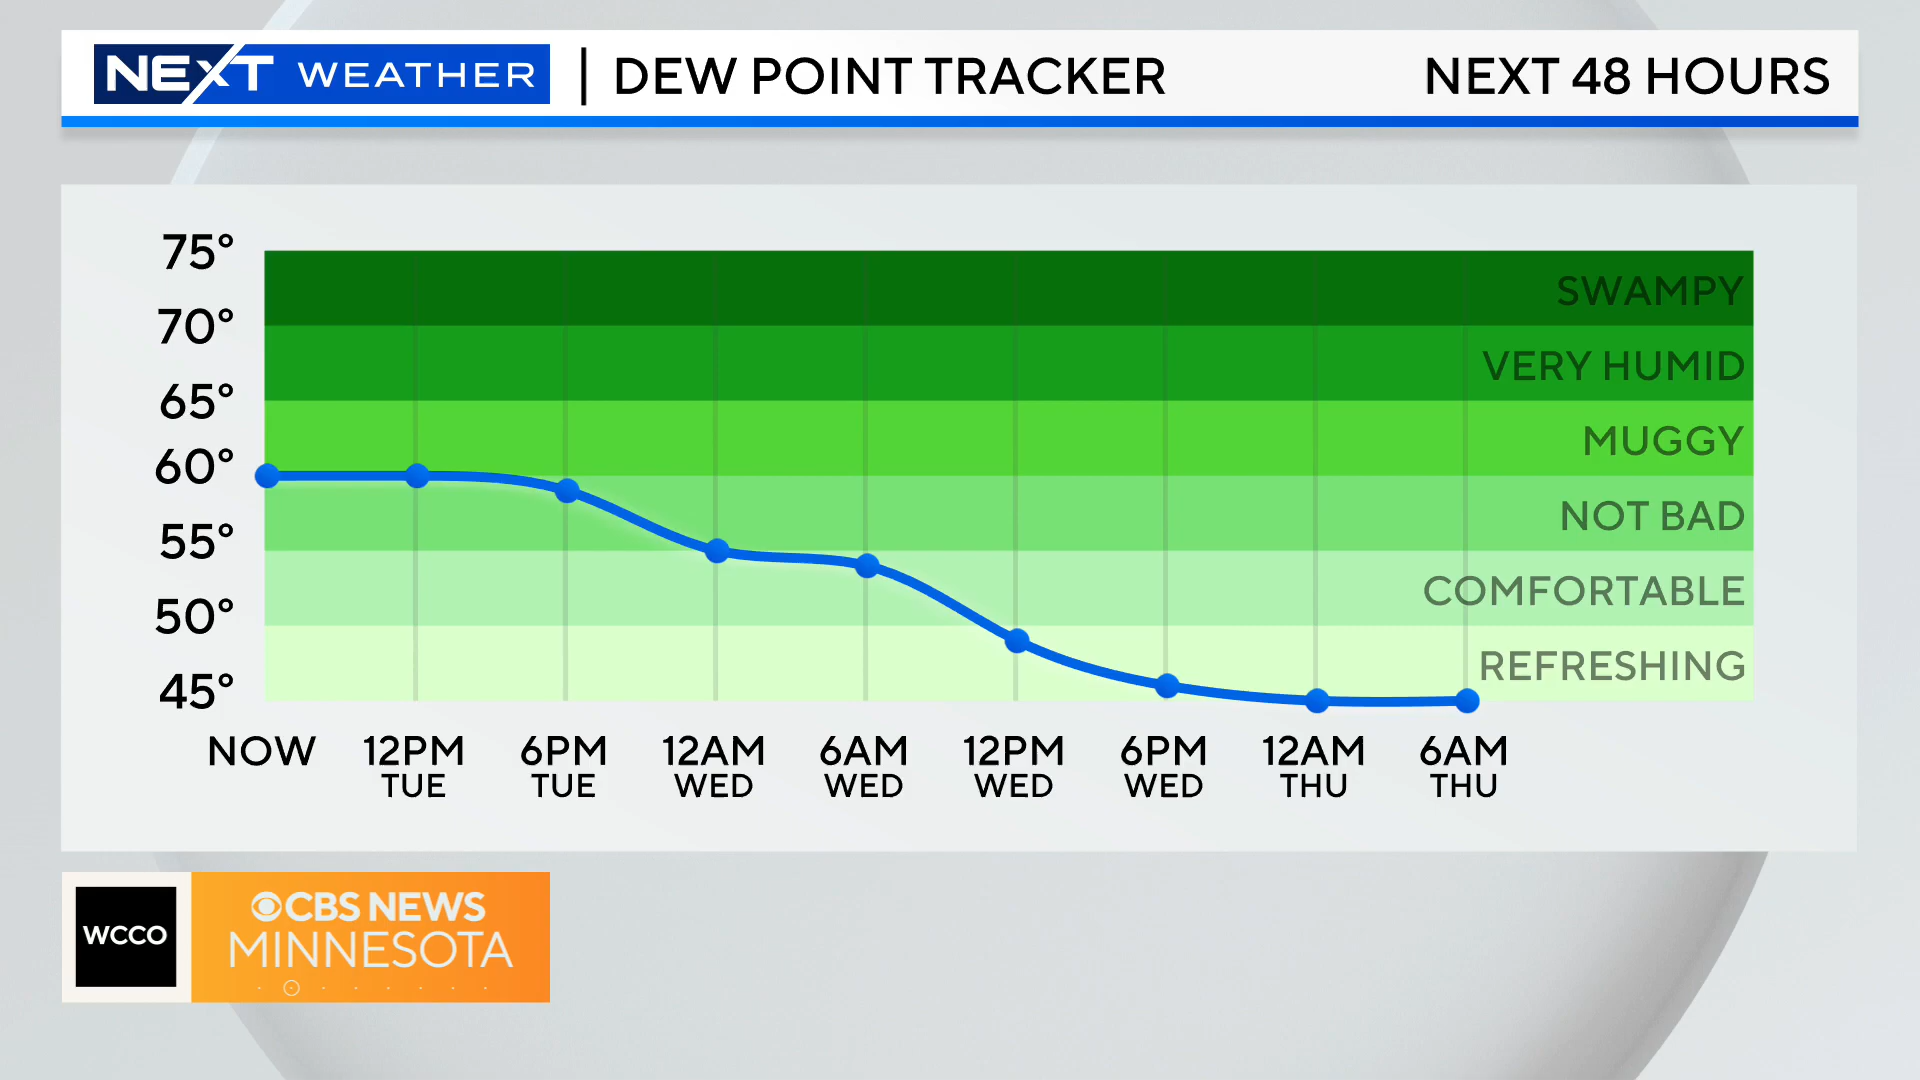 NEXT WEATHER | DEW POINT TRACKER NEXT 48 HOURS
75°
70°
65°
60°
55°
50°
45°
SWAMPY
VERY HUMID
MUGGY
NOT BAD
COMFORTABLE
REFRESHING
NOW 12PM 6PM 12AM 6AM 12PM 6PM 12AM 6AM
TUE TUE WED WED WED WED THU THU
WCCO
CBS NEWS
MINNESOTA